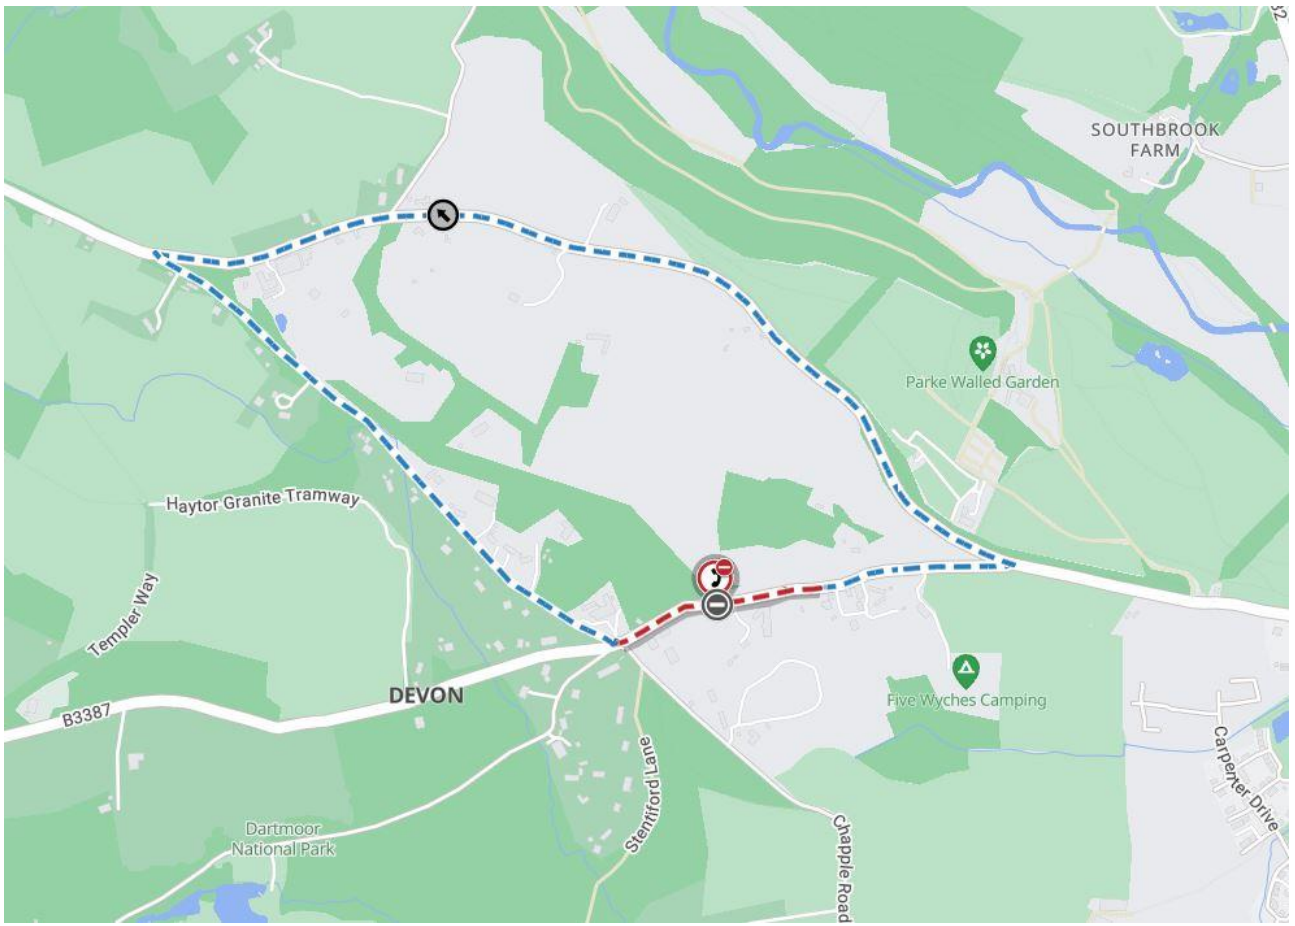 32
SOUTHBROOK
FARM
Parke Walled Garden
Haytor Granite Tramway
Templer Way
DEVON
B3387
Five Wyches Camping
Carpenter Drive
Stentiford Lane
Chapple Road
Dartmoor
National Park